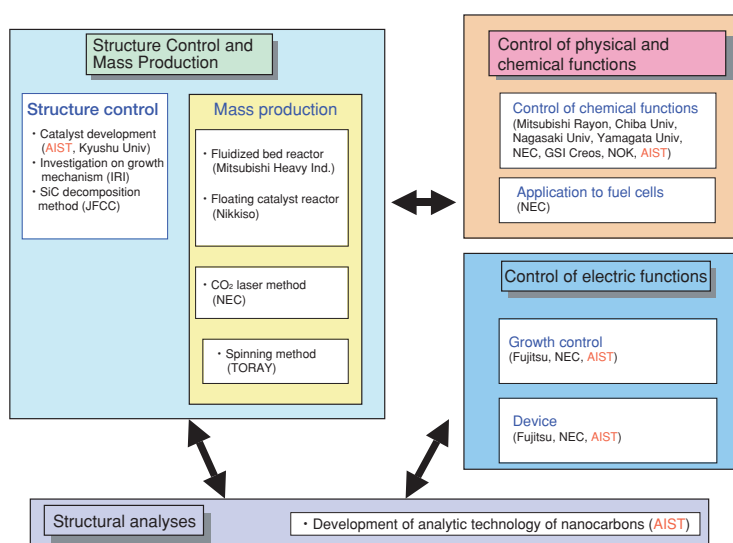 Structure Control and
Mass Production
Structure control
・Catalyst development
(AIST, Kyushu Univ)
・Investigation on growth
mechanism (IRI)
・SiC decomposition
method (JFCC)
Mass production
・Fluidized bed reactor
(Mitsubishi Heavy Ind.)
・Floating catalyst reactor
(Nikkiso)
・CO₂ laser method
(NEC)
・Spinning method
(TORAY)
Control of physical and
chemical functions
Control of chemical functions
(Mitsubishi Rayon, Chiba Univ,
Nagasaki Univ, Yamagata Univ,
NEC, GSI Creos, NOK, AIST)
Application to fuel cells
(NEC)
Control of electric functions
Growth control
(Fujitsu, NEC, AIST)
Device
(Fujitsu, NEC, AIST)
Structural analyses
・Development of analytic technology of nanocarbons (AIST)